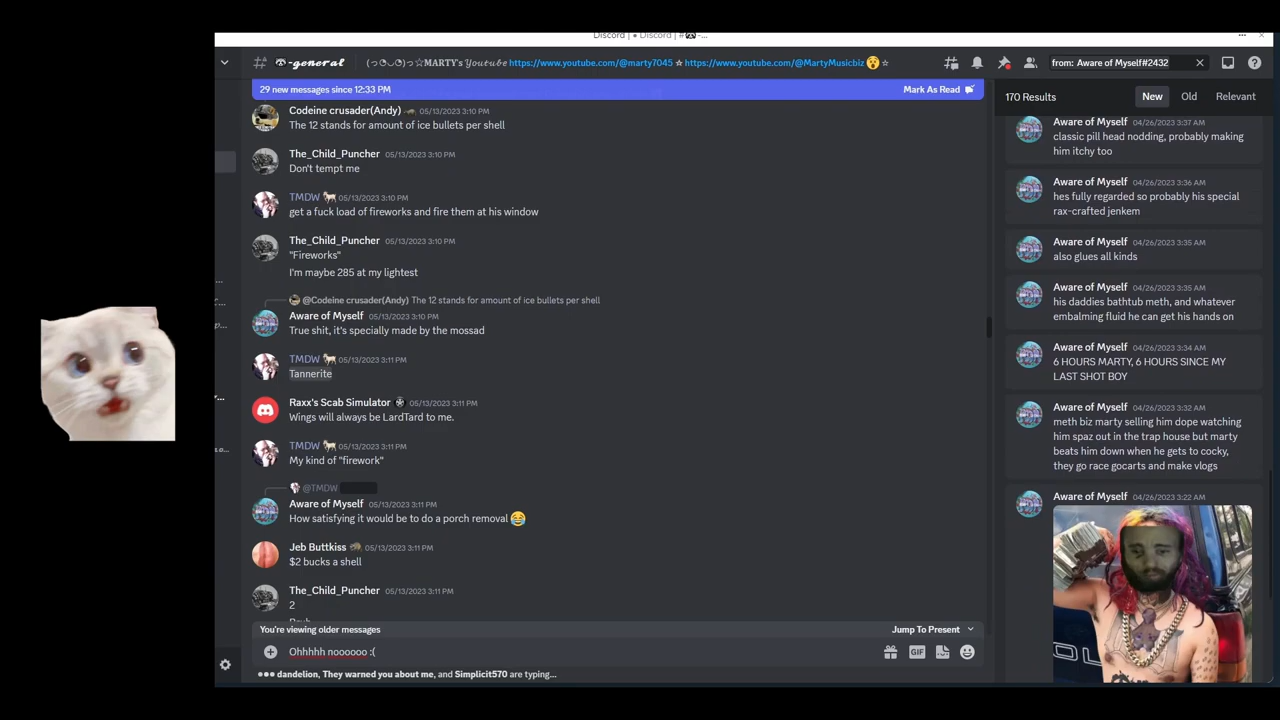 Discord | • Discord | #🦝-...
🦝-𝓰𝓮𝓷𝓮𝓻𝓪𝓵
(っ◔◡◔)っ☆𝐌𝐀𝐑𝐓𝐘'𝐬 𝓨𝓸𝓾𝓽𝓾𝓫𝓮 https://www.youtube.com/@marty7045 ☆ https://www.youtube.com/@MartyMusicbiz 😵 ☆
from: Aware of Myself#2432
29 new messages since 12:33 PM
Mark As Read
Codeine crusader(Andy) 05/13/2023 3:10 PM
The 12 stands for amount of ice bullets per shell
The_Child_Puncher 05/13/2023 3:10 PM
Don't tempt me
TMDW 🐐 05/13/2023 3:10 PM
get a fuck load of fireworks and fire them at his window
The_Child_Puncher 05/13/2023 3:10 PM
"Fireworks"
I'm maybe 285 at my lightest
@Codeine crusader(Andy) The 12 stands for amount of ice bullets per shell
Aware of Myself 05/13/2023 3:10 PM
True shit, it's specially made by the mossad
TMDW 🐐 05/13/2023 3:11 PM
Tannerite
Raxx's Scab Simulator 05/13/2023 3:11 PM
Wings will always be LardTard to me.
TMDW 🐐 05/13/2023 3:11 PM
My kind of "firework"
@TMDW
Aware of Myself 05/13/2023 3:11 PM
How satisfying it would be to do a porch removal 😂
Jeb Buttkiss 05/13/2023 3:11 PM
$2 bucks a shell
The_Child_Puncher 05/13/2023 3:11 PM
2
You're viewing older messages
Jump To Present
Ohhhhh noooooo :(
GIF
dandelion, They warned you about me, and Simplicit570 are typing...
170 Results
New
Old
Relevant
Aware of Myself 04/26/2023 3:37 AM
classic pill head nodding, probably making
him itchy too
Aware of Myself 04/26/2023 3:36 AM
hes fully regarded so probably his special
rax-crafted jenkem
Aware of Myself 04/26/2023 3:35 AM
also glues all kinds
Aware of Myself 04/26/2023 3:35 AM
his daddies bathtub meth, and whatever
embalming fluid he can get his hands on
Aware of Myself 04/26/2023 3:34 AM
6 HOURS MARTY, 6 HOURS SINCE MY
LAST SHOT BOY
Aware of Myself 04/26/2023 3:32 AM
meth biz marty selling him dope watching
him spaz out in the trap house but marty
beats him down when he gets to cocky,
they go race gocarts and make vlogs
Aware of Myself 04/26/2023 3:22 AM